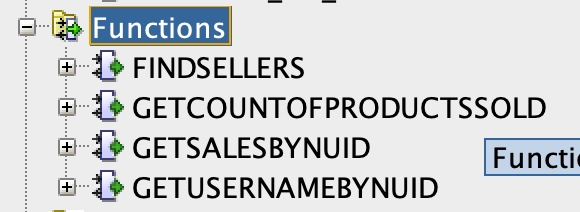 Functions
FINDSELLERS
GETCOUNTOFPRODUCTSSOLD
GETSALESBYNUID
GETUSERNAMEBYNUID